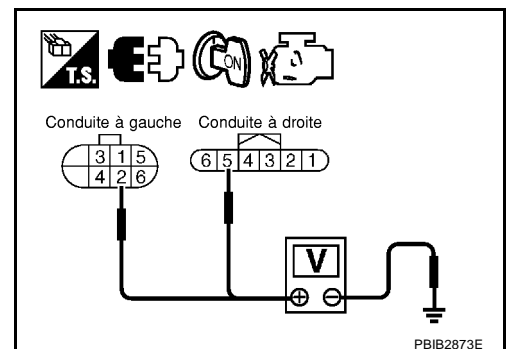 T.S.
ON
Conduite à gauche Conduite à droite
3 1 5
4 2 6
6 5 4 3 2 1
V
+ −
PBIB2873E